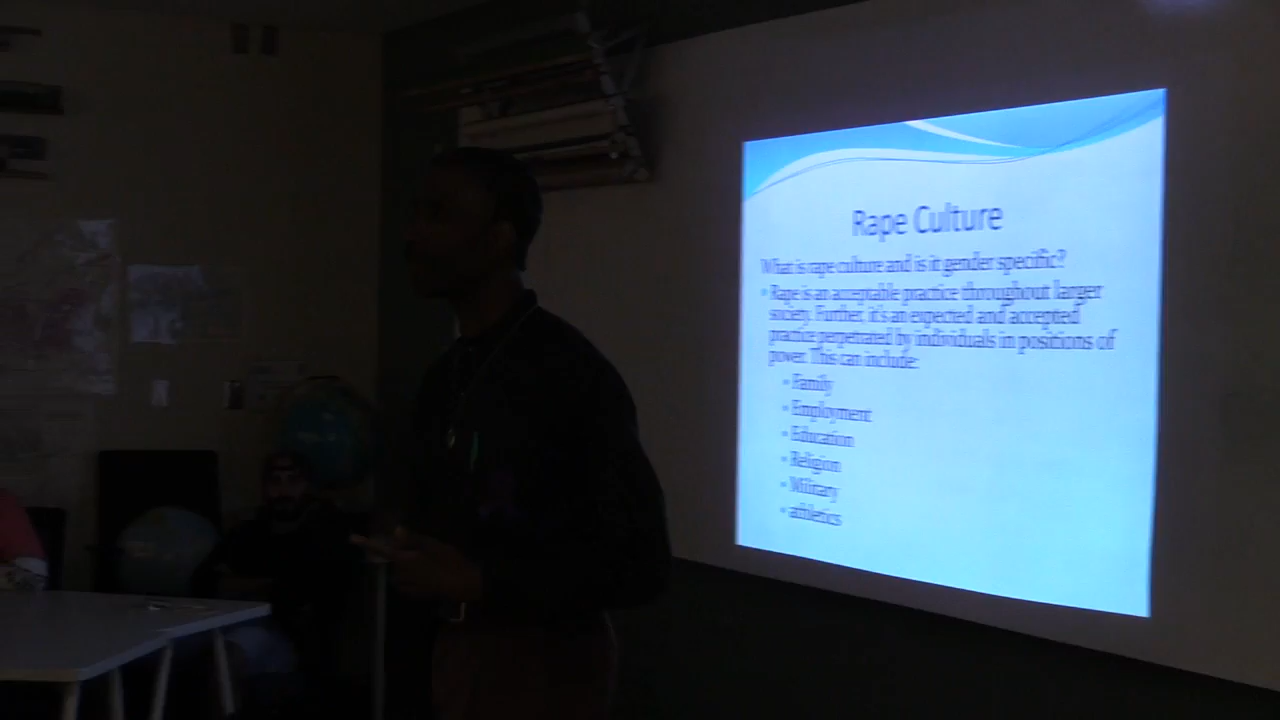 Rape Culture
What is rape culture and is it gender specific?
• Rape is an acceptable practice throughout larger
society. Further, it's an expected and accepted
practice perpetrated by individuals in positions of
power. This can include:
• Family
• Employment
• Education
• Religion
• Military
• athletics